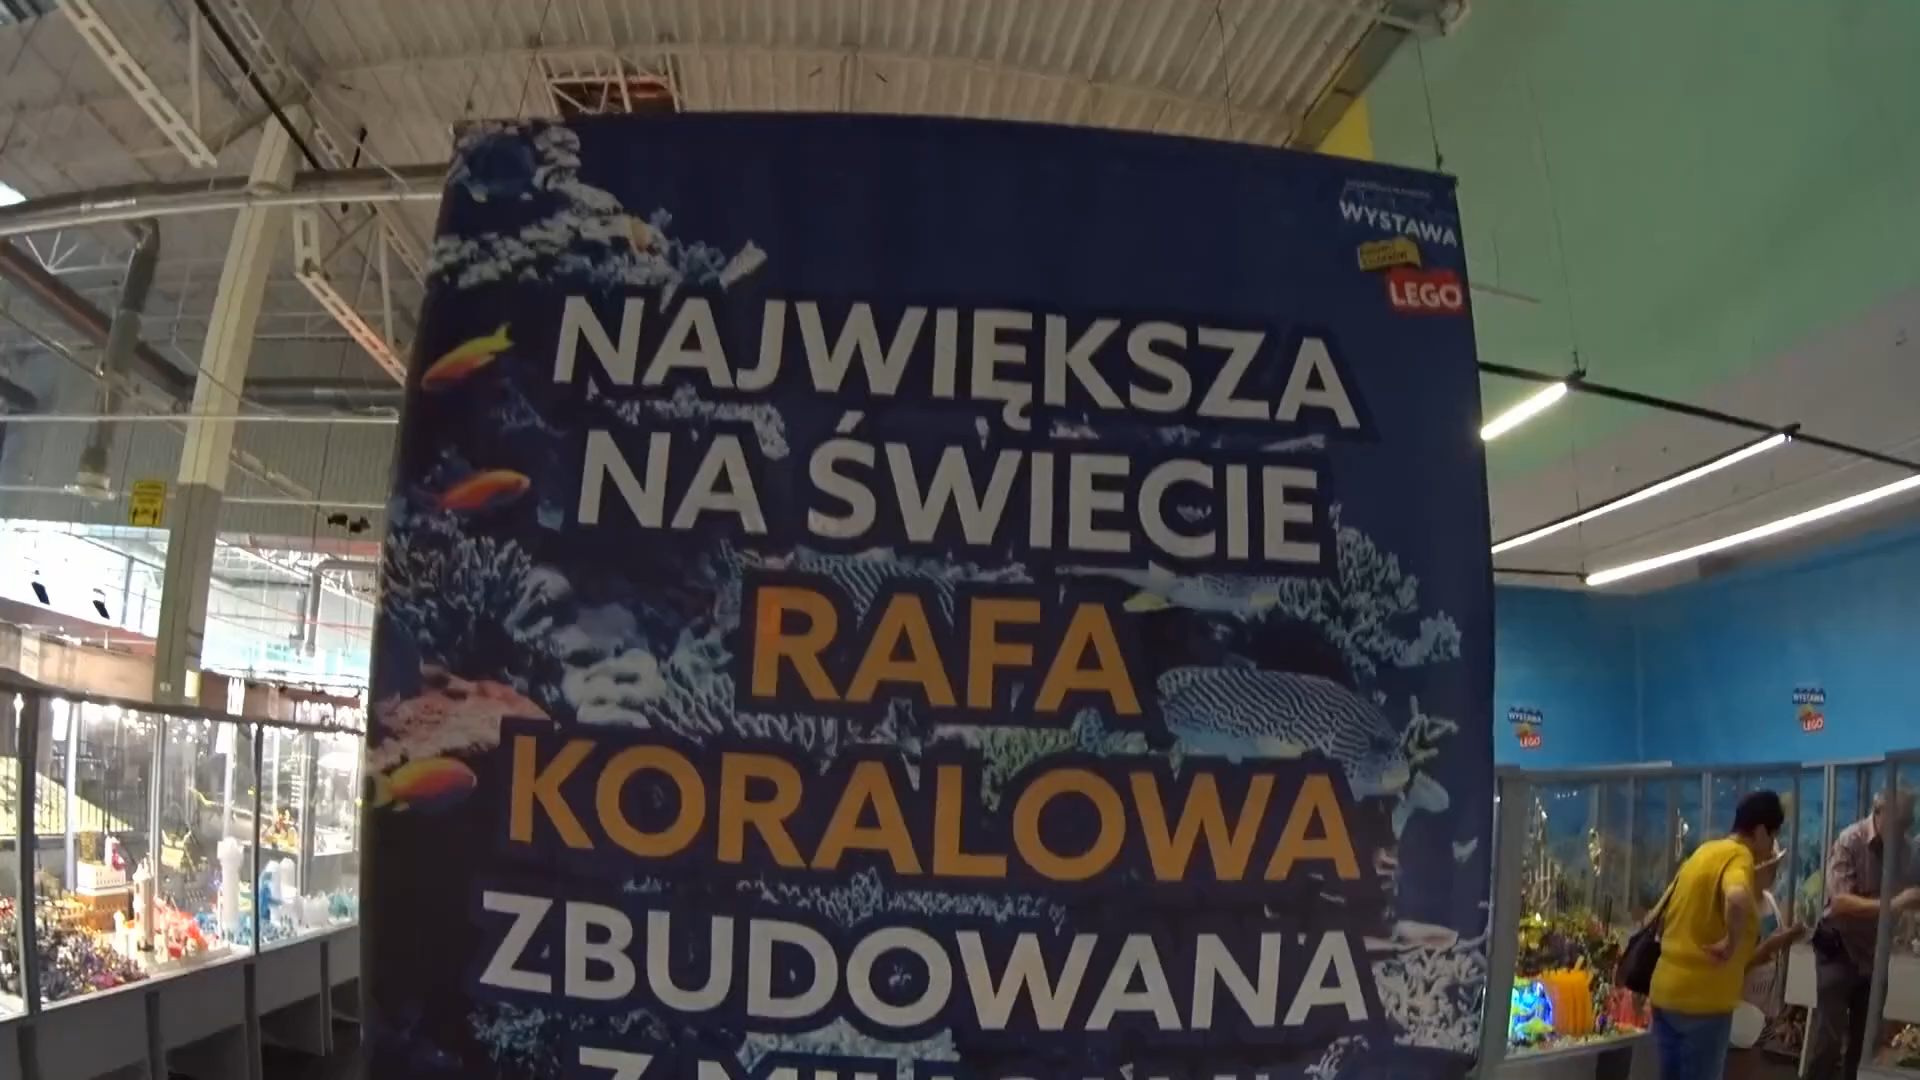 WYSTAWA
LEGO
NAJWIĘKSZA
NA ŚWIECIE
RAFA
KORALOWA
ZBUDOWANA
WYSTAWA
LEGO
WYSTAWA
LEGO